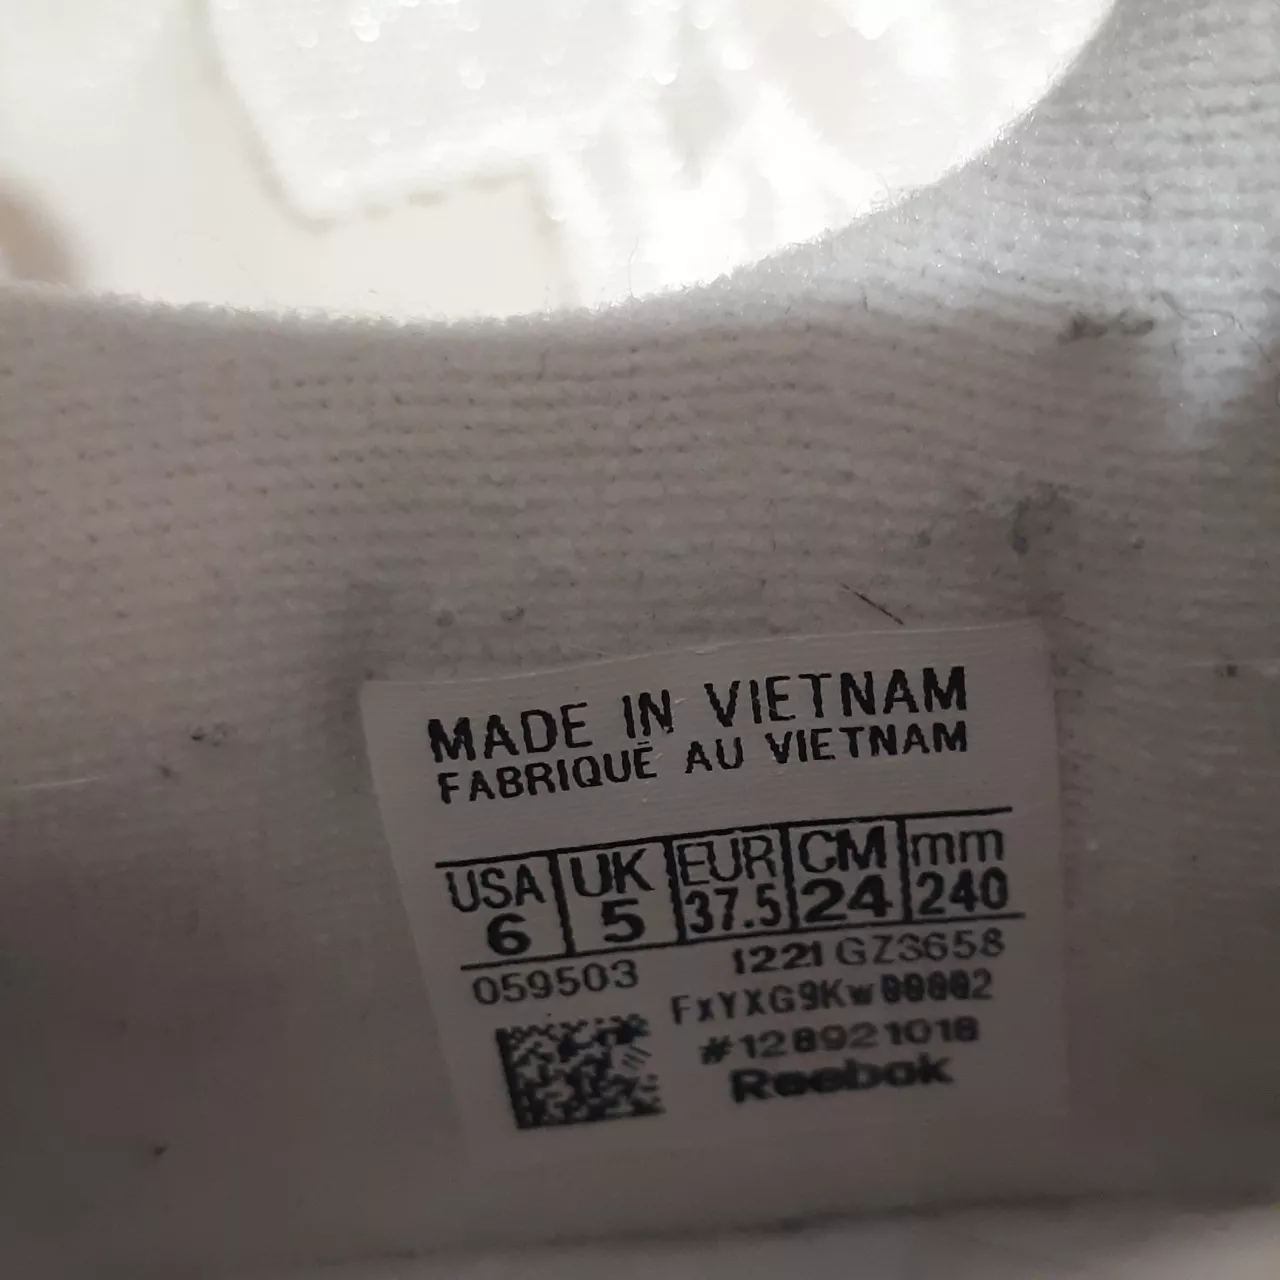 MADE IN VIETNAM
FABRIQUÉ AU VIETNAM
USA UK EUR CM mm
6 5 37.5 24 240
059503 1221 GZ3658
FxYXG9Kw00002
#128921018
Reebok